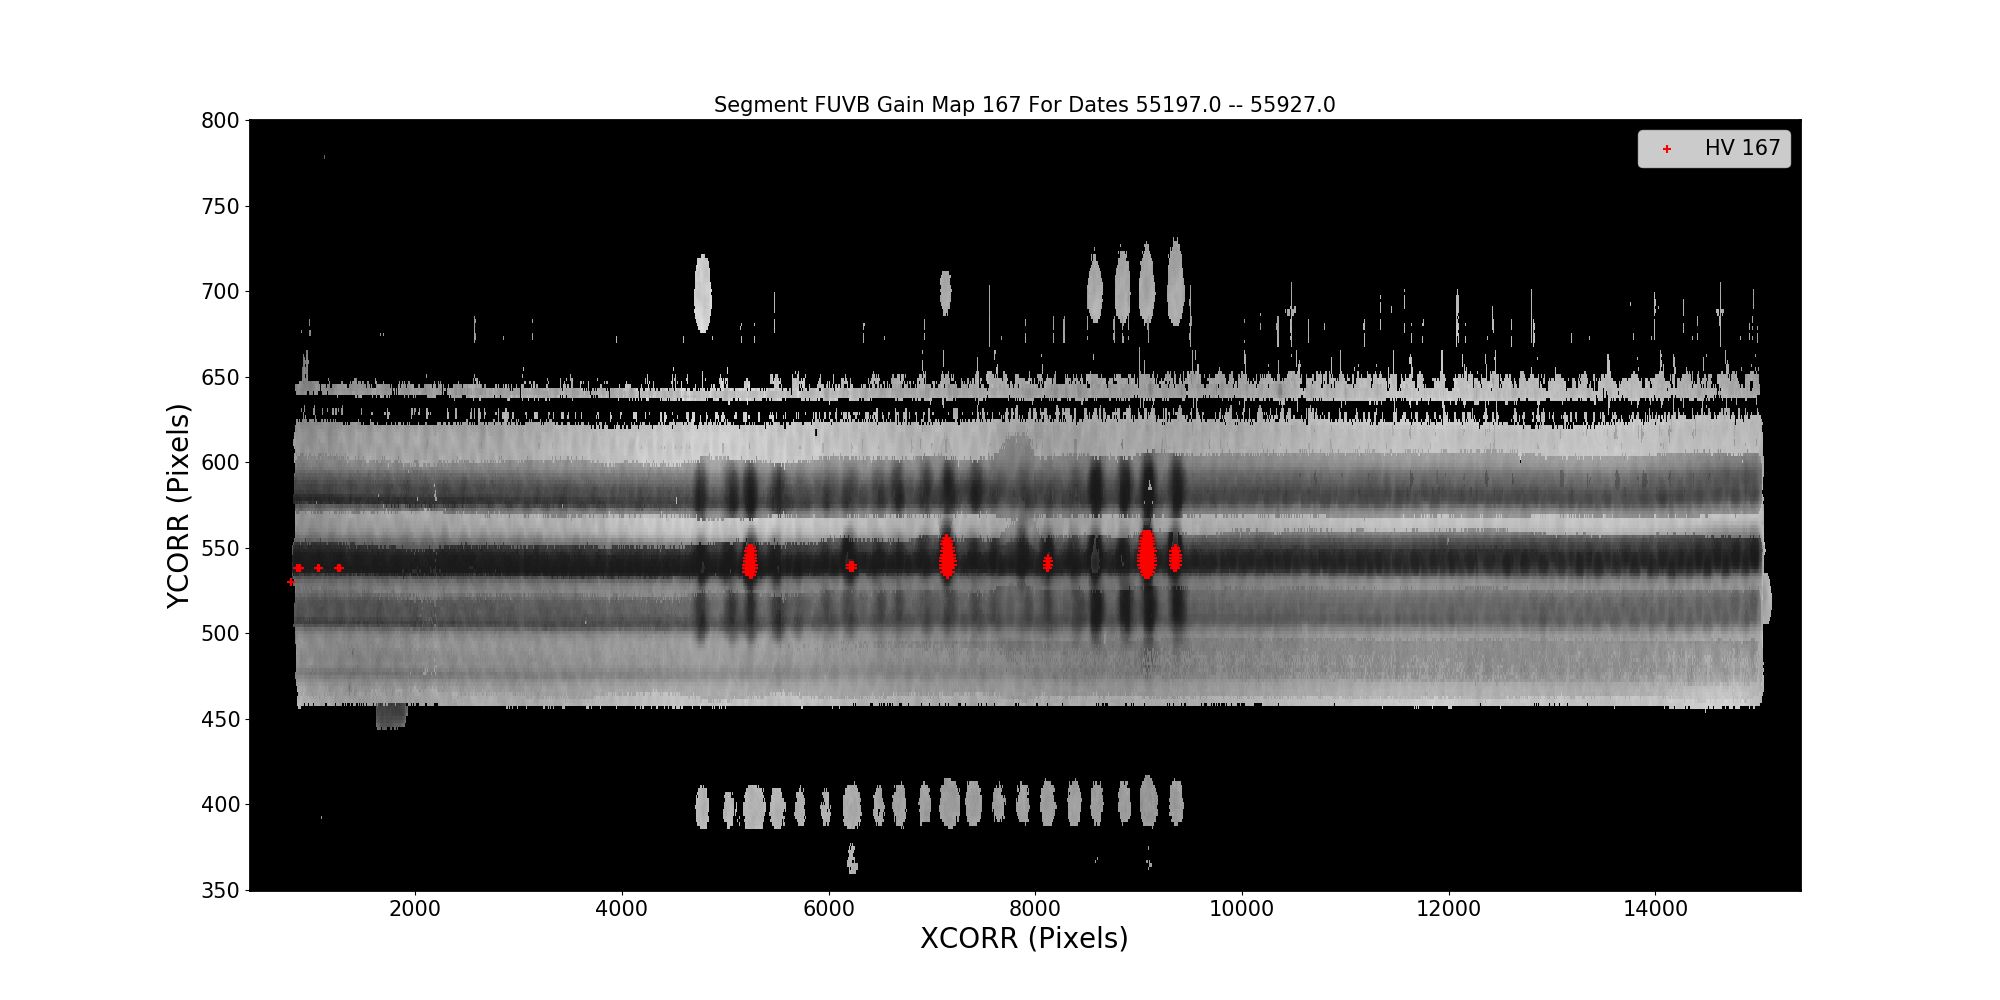 Segment FUVB Gain Map 167 For Dates 55197.0 -- 55927.0
HV 167
YCORR (Pixels)
800
750
700
650
600
550
500
450
400
350
2000 4000 6000 8000 10000 12000 14000
XCORR (Pixels)